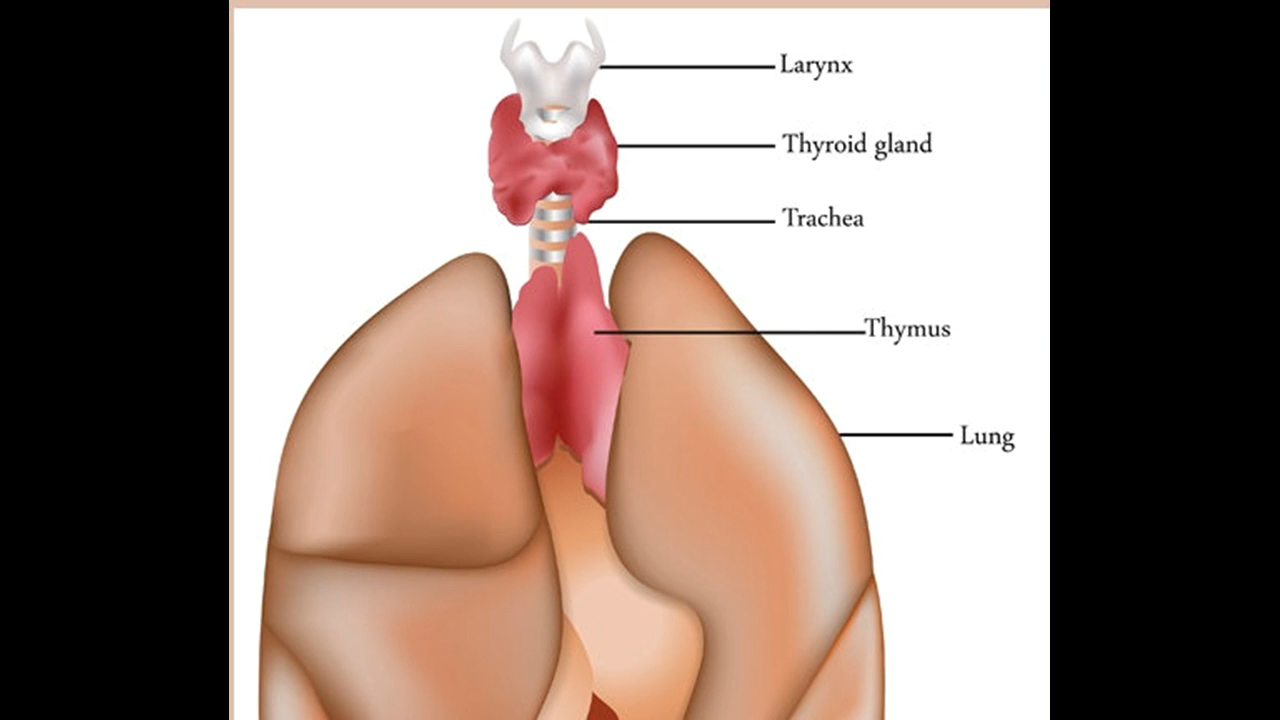 Larynx
Thyroid gland
Trachea
Thymus
Lung